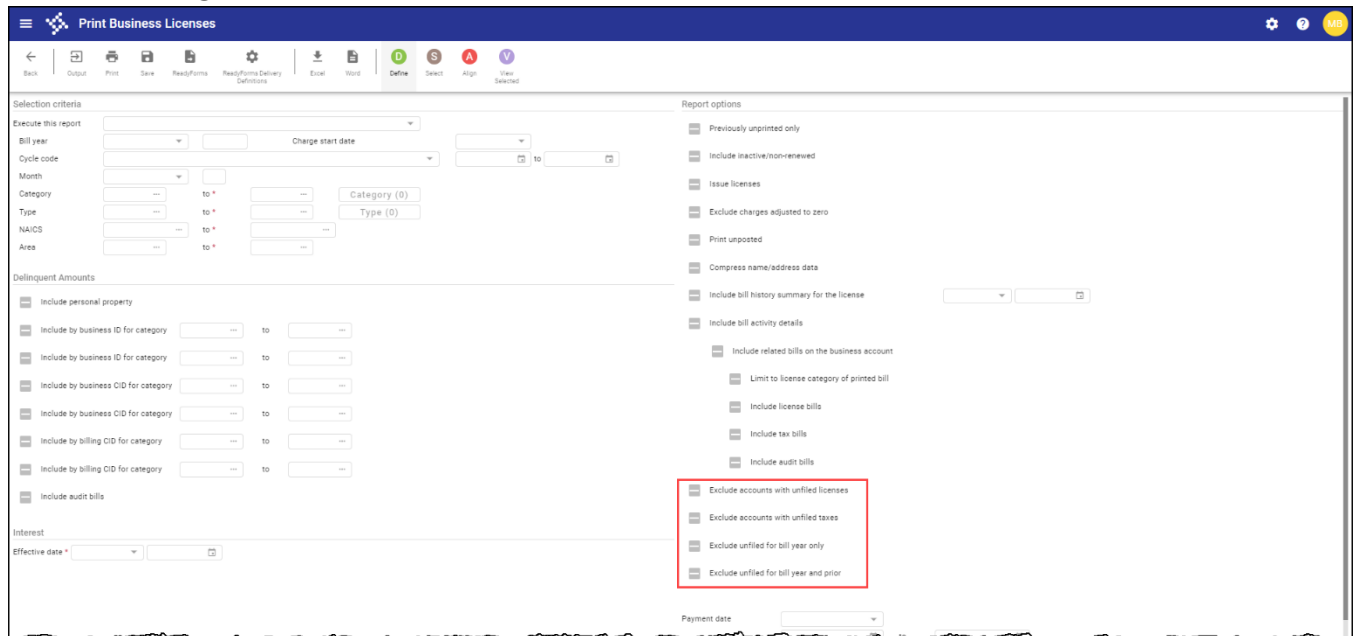 Print Business Licenses
MB
Back Output Print Save ReadyForms ReadyForms Delivery Definitions Excel Word D Define S Select A Align V View Selected
Selection criteria
Execute this report
Bill year Charge start date
Cycle code to
Month
Category to * Category (0)
Type to * Type (0)
NAICS to *
Area to *
Delinquent Amounts
Include personal property
Include by business ID for category to
Include by business ID for category to
Include by business CID for category to
Include by business CID for category to
Include by billing CID for category to
Include by billing CID for category to
Include audit bills
Interest
Effective date *
Report options
Previously unprinted only
Include inactive/non-renewed
Issue licenses
Exclude charges adjusted to zero
Print unposted
Compress name/address data
Include bill history summary for the license
Include bill activity details
Include related bills on the business account
Limit to license category of printed bill
Include license bills
Include tax bills
Include audit bills
Exclude accounts with unfiled licenses
Exclude accounts with unfiled taxes
Exclude unfiled for bill year only
Exclude unfiled for bill year and prior
Payment date